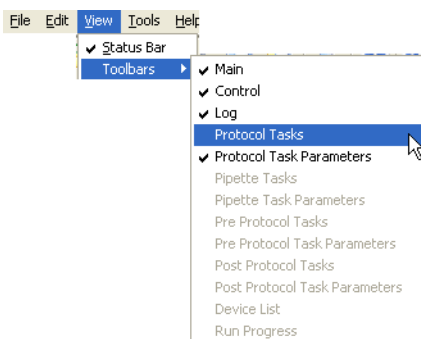 File Edit View Tools Help
Status Bar
Toolbars
Main
Control
Log
Protocol Tasks
Protocol Task Parameters
Pipette Tasks
Pipette Task Parameters
Pre Protocol Tasks
Pre Protocol Task Parameters
Post Protocol Tasks
Post Protocol Task Parameters
Device List
Run Progress